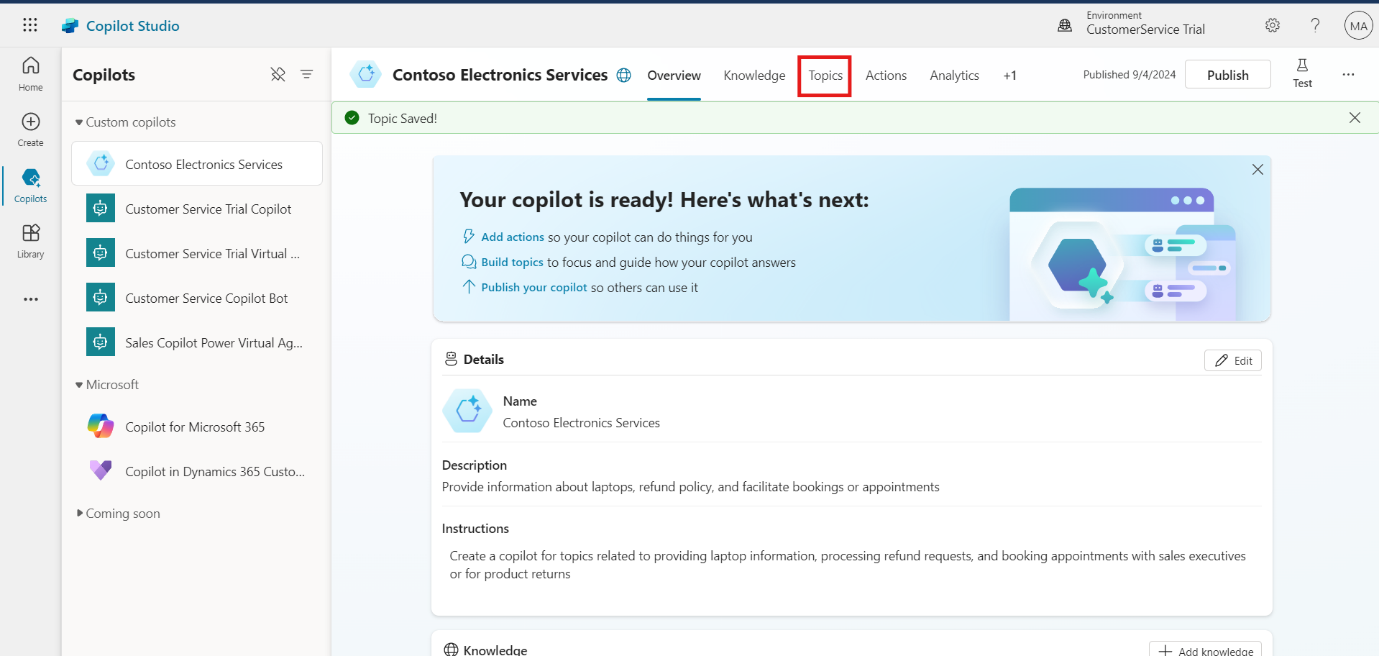 Copilot Studio
Environment
CustomerService Trial
?
MA
Home
Create
Copilots
Library
Copilots
Custom copilots
Contoso Electronics Services
Customer Service Trial Copilot
Customer Service Trial Virtual ...
Customer Service Copilot Bot
Sales Copilot Power Virtual Ag...
Microsoft
Copilot for Microsoft 365
Copilot in Dynamics 365 Custo...
Coming soon
Contoso Electronics Services
Overview
Knowledge
Topics
Actions
Analytics
+1
Published 9/4/2024
Publish
Test
Topic Saved!
Your copilot is ready! Here's what's next:
Add actions so your copilot can do things for you
Build topics to focus and guide how your copilot answers
Publish your copilot so others can use it
Details
Edit
Name
Contoso Electronics Services
Description
Provide information about laptops, refund policy, and facilitate bookings or appointments
Instructions
Create a copilot for topics related to providing laptop information, processing refund requests, and booking appointments with sales executives
or for product returns
Knowledge
Add knowledge